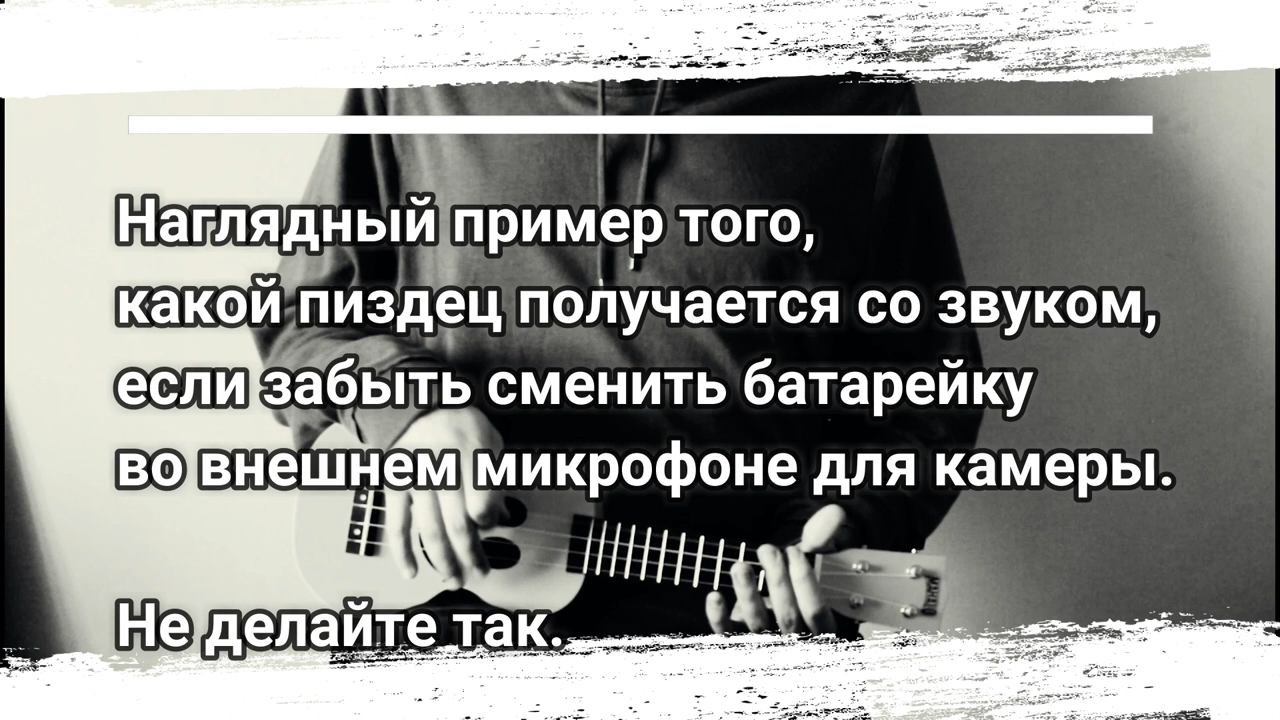 Наглядный пример того,
какой пиздец получается со звуком,
если забыть сменить батарейку
во внешнем микрофоне для камеры.
Не делайте так.